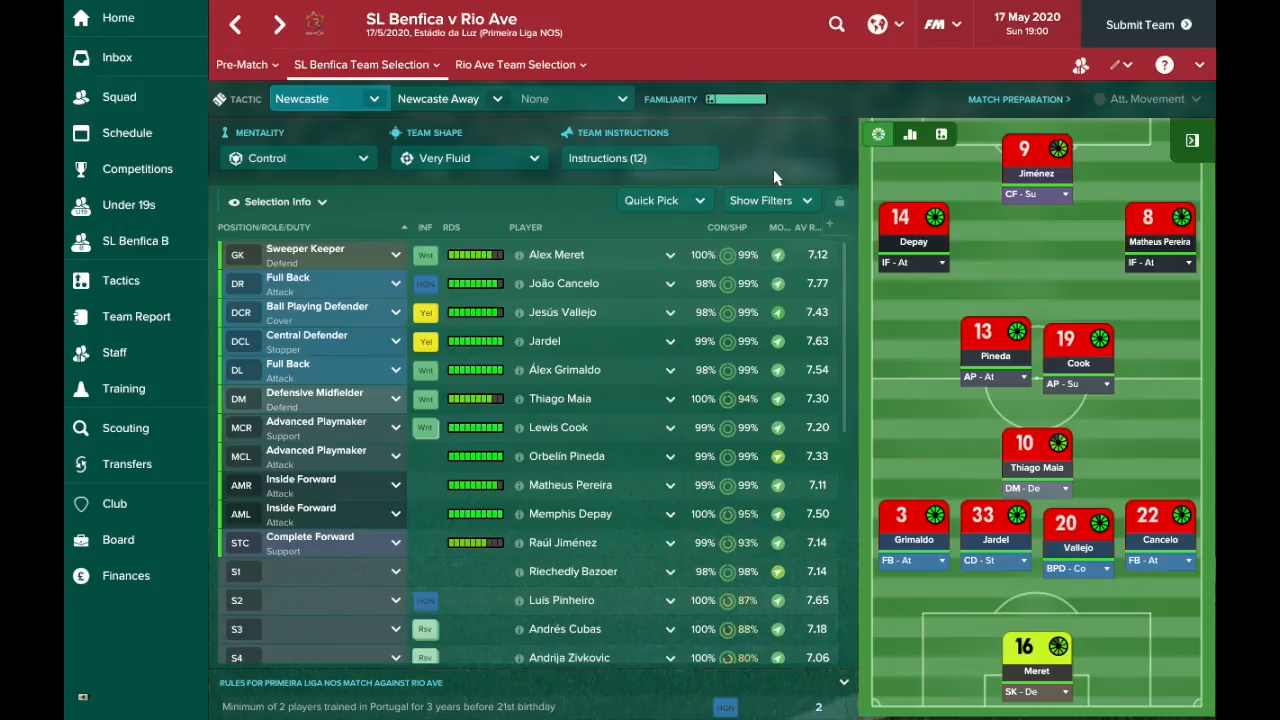 Home
Inbox
Squad
Schedule
Competitions
Under 19s
U19
SL Benfica B
B
Tactics
Team Report
Staff
Training
Scouting
Transfers
Club
Board
Finances
SL Benfica v Rio Ave
17/5/2020, Estádio da Luz (Primeira Liga NOS)
FM
17 May 2020
Sun 19:00
Submit Team
Pre-Match
SL Benfica Team Selection
Rio Ave Team Selection
?
TACTIC
Newcastle
Newcaste Away
None
FAMILIARITY
MATCH PREPARATION >
Att. Movement
MENTALITY
Control
TEAM SHAPE
Very Fluid
TEAM INSTRUCTIONS
Instructions (12)
Selection Info
Quick Pick
Show Filters
POSITION/ROLE/DUTY INF RDS PLAYER CON/SHP MO... AV R...
GK Sweeper Keeper Defend Wnt Alex Meret 100% 99% 7.12
DR Full Back Attack HGN João Cancelo 98% 99% 7.77
DCR Ball Playing Defender Cover Yel Jesús Vallejo 98% 99% 7.43
DCL Central Defender Stopper Yel Jardel 99% 99% 7.63
DL Full Back Attack Wnt Álex Grimaldo 98% 99% 7.54
DM Defensive Midfielder Defend Wnt Thiago Maia 100% 94% 7.30
MCR Advanced Playmaker Support Wnt Lewis Cook 99% 99% 7.20
MCL Advanced Playmaker Attack Orbelín Pineda 99% 99% 7.33
AMR Inside Forward Attack Matheus Pereira 99% 99% 7.11
AML Inside Forward Attack Memphis Depay 100% 95% 7.50
STC Complete Forward Support Raúl Jiménez 99% 93% 7.14
S1 Riechedly Bazoer 98% 98% 7.14
S2 HGN Luís Pinheiro 100% 87% 7.65
S3 Rsv Andrés Cubas 100% 88% 7.18
S4 Rsv Andrija Zivkovic 100% 80% 7.06
RULES FOR PRIMEIRA LIGA NOS MATCH AGAINST RIO AVE
Minimum of 2 players trained in Portugal for 3 years before 21st birthday HGN 2
9
Jiménez
CF - Su
14
Depay
IF - At
8
Matheus Pereira
IF - At
13
Pineda
AP - At
19
Cook
AP - Su
10
Thiago Maia
DM - De
3
Grimaldo
FB - At
33
Jardel
CD - St
20
Vallejo
BPD - Co
22
Cancelo
FB - At
16
Meret
SK - De